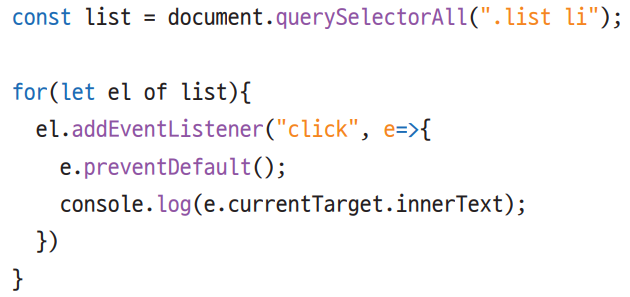 const list = document.querySelectorAll(".list li");
for(let el of list){
el.addEventListener("click", e=>{
e.preventDefault();
console.log(e.currentTarget.innerText);
})
}